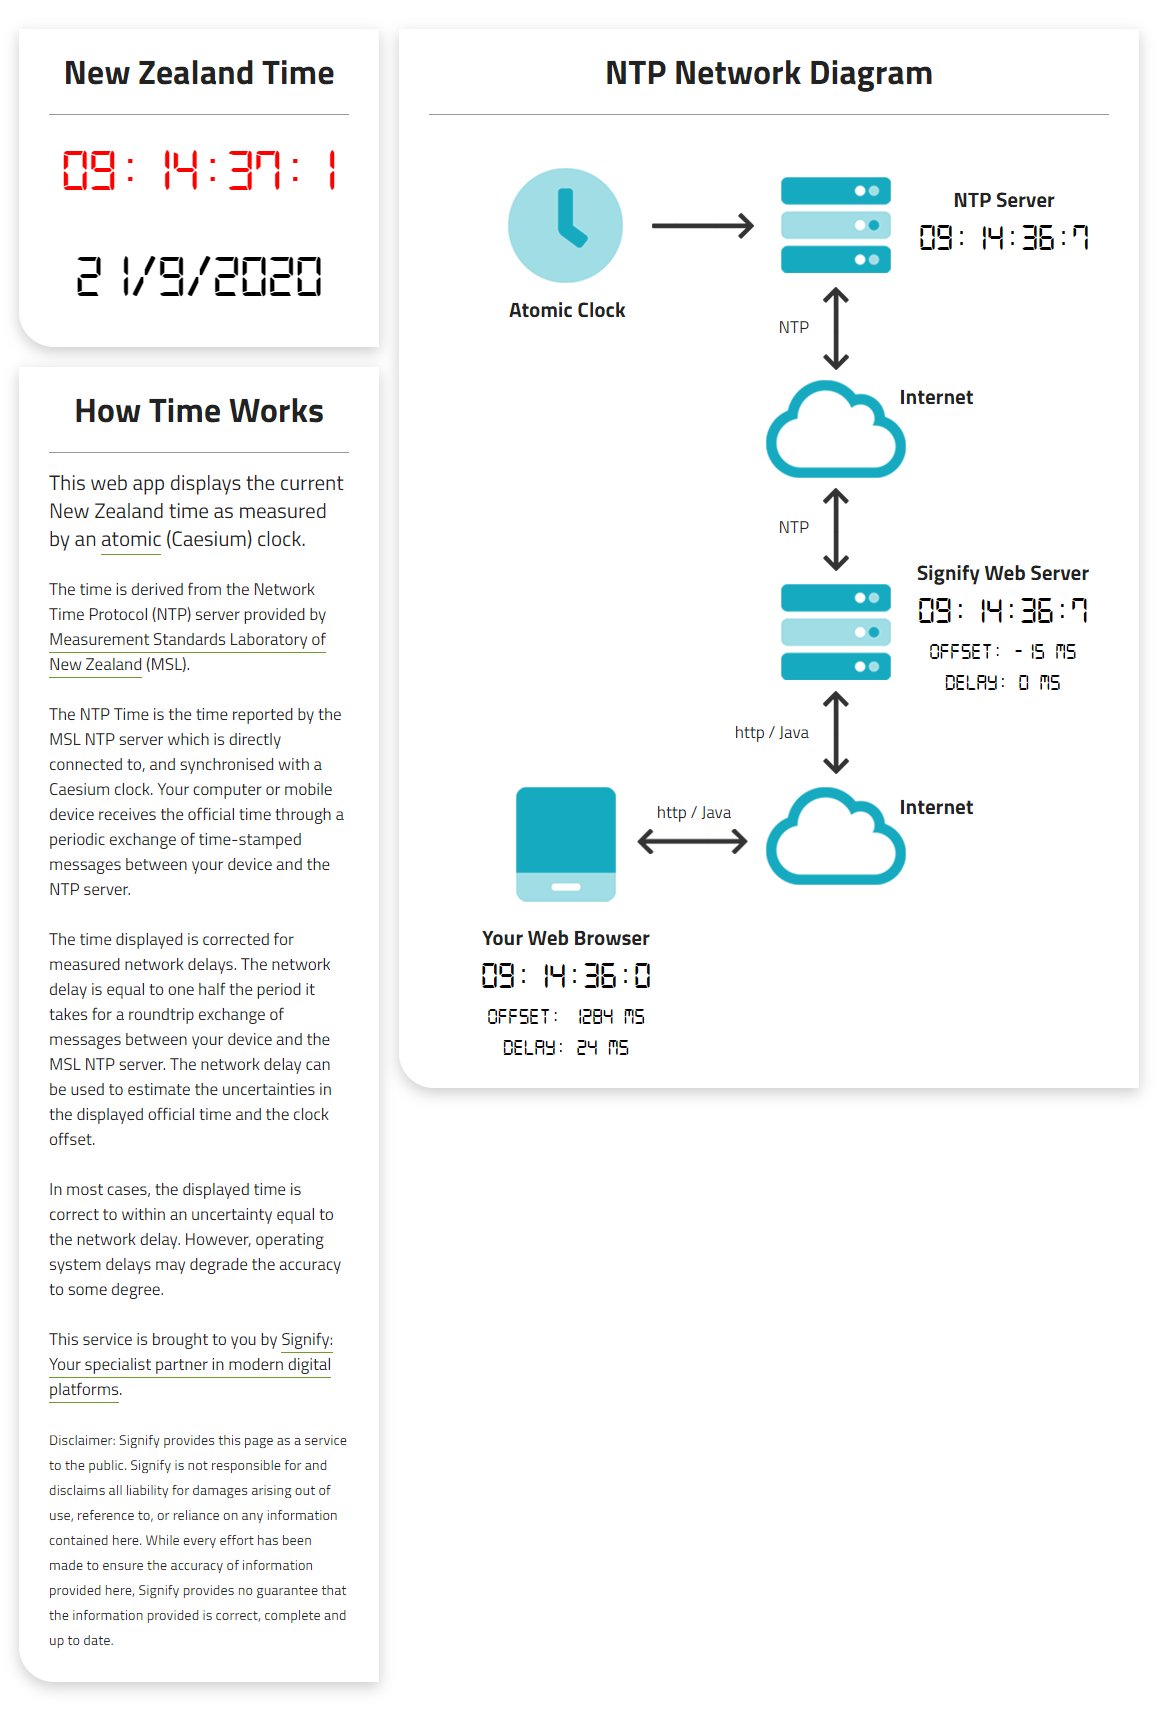 New Zealand Time
09: 14:37: 1
21/9/2020
How Time Works
This web app displays the current
New Zealand time as measured
by an atomic (Caesium) clock.
The time is derived from the Network
Time Protocol (NTP) server provided by
Measurement Standards Laboratory of
New Zealand (MSL).
The NTP Time is the time reported by the
MSL NTP server which is directly
connected to, and synchronised with a
Caesium clock. Your computer or mobile
device receives the official time through a
periodic exchange of time-stamped
messages between your device and the
NTP server.
The time displayed is corrected for
measured network delays. The network
delay is equal to one half the period it
takes for a roundtrip exchange of
messages between your device and the
MSL NTP server. The network delay can
be used to estimate the uncertainties in
the displayed official time and the clock
offset.
In most cases, the displayed time is
correct to within an uncertainty equal to
the network delay. However, operating
system delays may degrade the accuracy
to some degree.
This service is brought to you by Signify:
Your specialist partner in modern digital
platforms.
Disclaimer: Signify provides this page as a service
to the public. Signify is not responsible for and
disclaims all liability for damages arising out of
use, reference to, or reliance on any information
contained here. While every effort has been
made to ensure the accuracy of information
provided here, Signify provides no guarantee that
the information provided is correct, complete and
up to date.
NTP Network Diagram
Atomic Clock
NTP Server
09: 14:36:7
NTP
Internet
NTP
Signify Web Server
09: 14:36:7
OFFSET: -15 MS
DELAY: 0 MS
http / Java
Internet
http / Java
Your Web Browser
09: 14:36:0
OFFSET: 1284 MS
DELAY: 24 MS